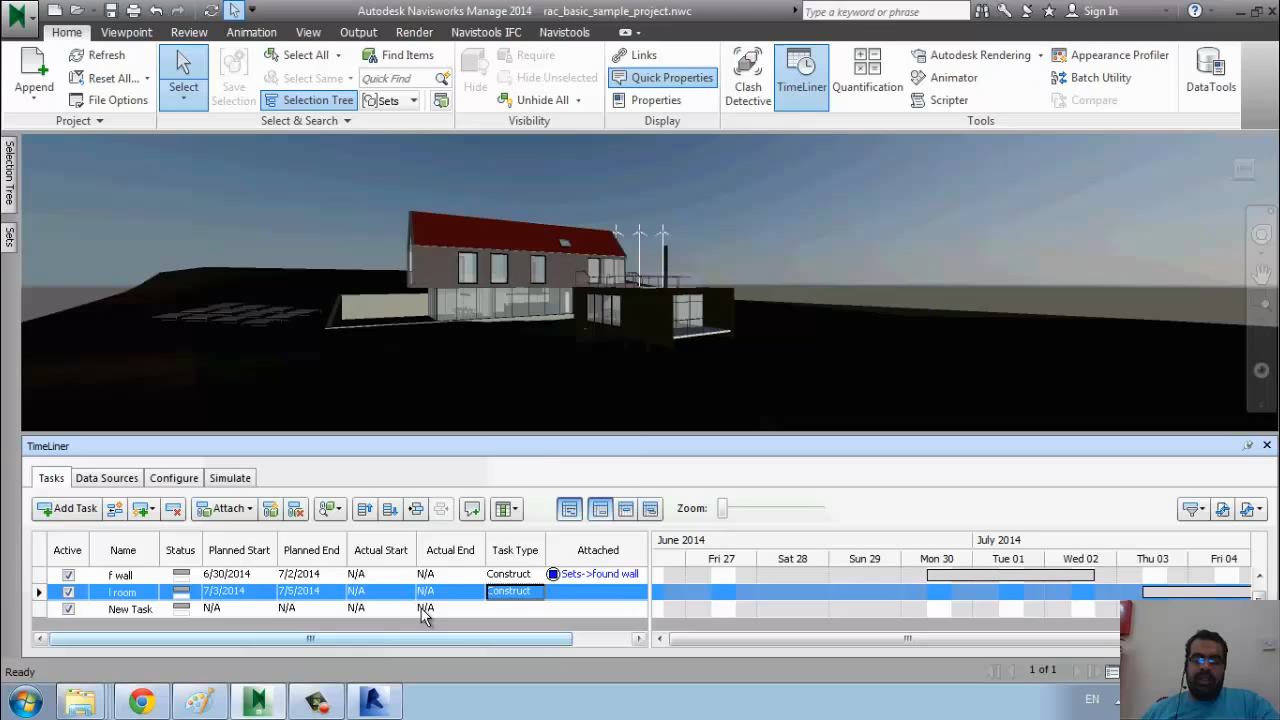 Autodesk Navisworks Manage 2014 rac_basic_sample_project.nwc
Type a keyword or phrase
Sign In
Home Viewpoint Review Animation View Output Render Navistools IFC Navistools
Append
Refresh
Reset All...
File Options
Project
Select
Save Selection
Select All
Select Same
Selection Tree
Find Items
Quick Find
Sets
Select & Search
Hide
Require
Hide Unselected
Unhide All
Visibility
Links
Quick Properties
Properties
Display
Clash Detective
TimeLiner
Quantification
Autodesk Rendering
Animator
Scripter
Appearance Profiler
Batch Utility
Compare
Tools
DataTools
Selection Tree
Sets
TimeLiner
Tasks Data Sources Configure Simulate
Add Task Attach Zoom:
Active Name Status Planned Start Planned End Actual Start Actual End Task Type Attached
June 2014 July 2014
Fri 27 Sat 28 Sun 29 Mon 30 Tue 01 Wed 02 Thu 03 Fri 04
f wall 6/30/2014 7/2/2014 N/A N/A Construct Sets->found wall
l room 7/3/2014 7/5/2014 N/A N/A Construct
New Task N/A N/A N/A N/A
Ready
1 of 1
EN